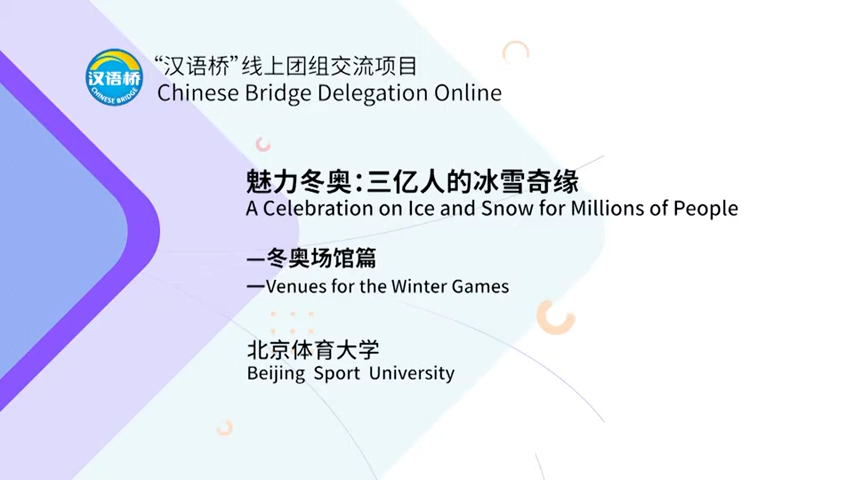 汉语桥
CHINESE BRIDGE
“汉语桥”线上团组交流项目
Chinese Bridge Delegation Online
魅力冬奥：三亿人的冰雪奇缘
A Celebration on Ice and Snow for Millions of People
—冬奥场馆篇
—Venues for the Winter Games
北京体育大学
Beijing Sport University